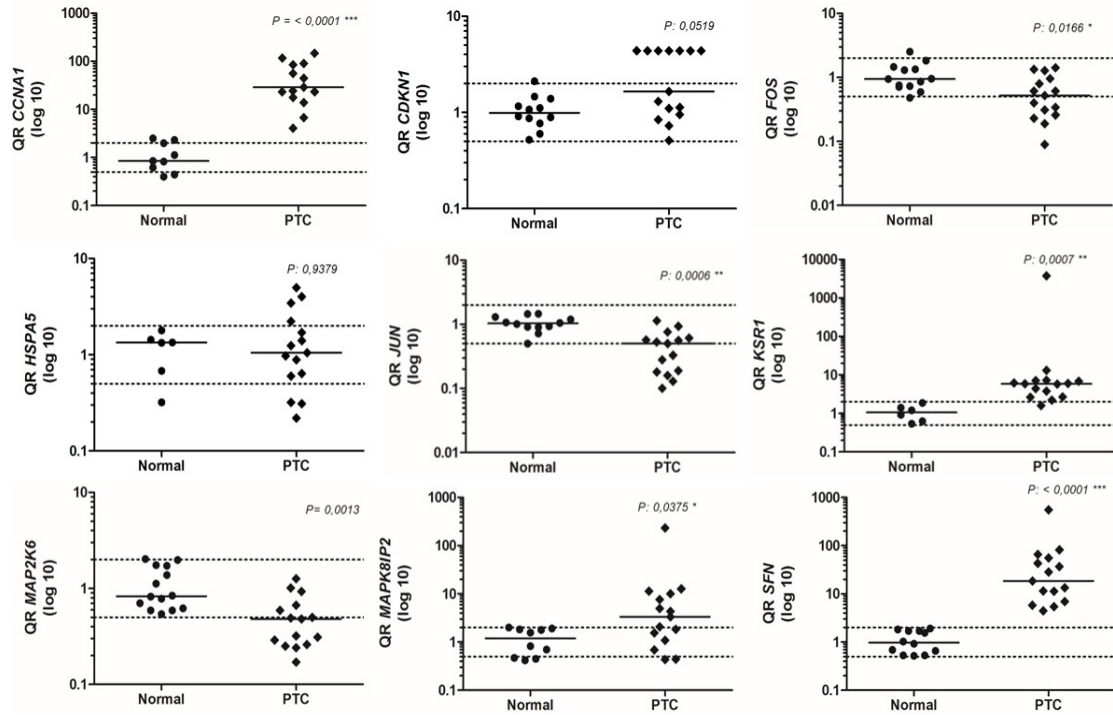 P = < 0,0001 ***
QR CCNA1
(log 10)
1000
100
10
1
0.1
Normal
PTC
P: 0,0519
QR CDKN1
(log 10)
10
1
0.1
Normal
PTC
P: 0,0166 *
QR FOS
(log 10)
10
1
0.1
0.01
Normal
PTC
P: 0,9379
QR HSPA5
(log 10)
10
1
0.1
Normal
PTC
P: 0,0006 **
QR JUN
(log 10)
10
1
0.1
0.01
Normal
PTC
P: 0,0007 **
QR KSR1
(log 10)
10000
1000
100
10
1
0.1
Normal
PTC
P= 0,0013
QR MAP2K6
(log 10)
10
1
0.1
Normal
PTC
P: 0,0375 *
QR MAPK8IP2
(log 10)
1000
100
10
1
0.1
Normal
PTC
P: < 0,0001 ***
QR SFN
(log 10)
1000
100
10
1
0.1
Normal
PTC